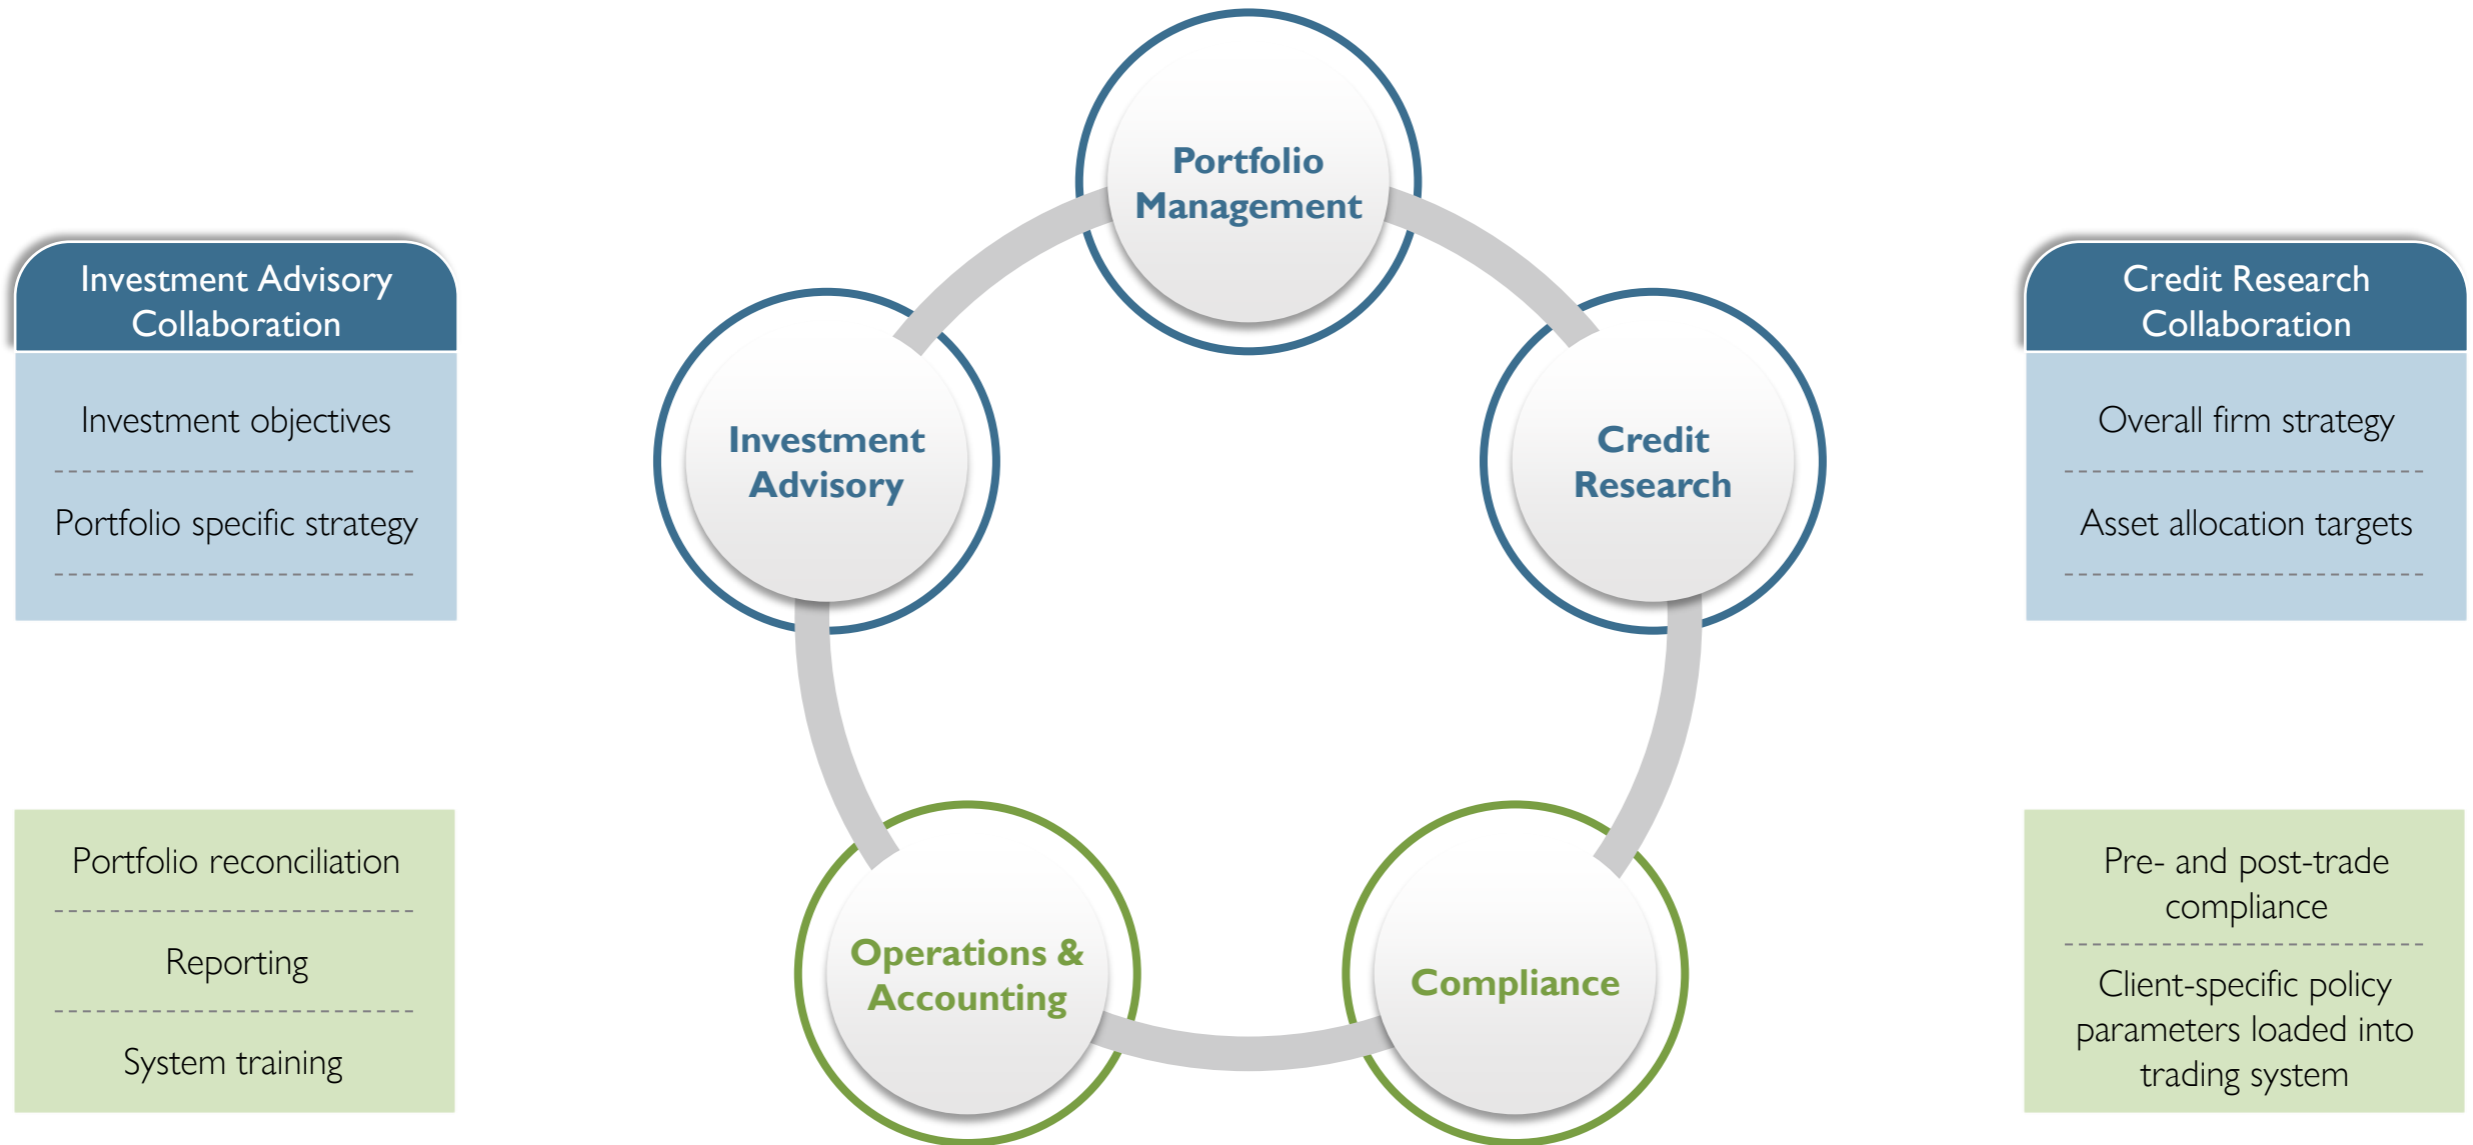 Portfolio
Management
Investment Advisory
Collaboration
Investment objectives
Portfolio specific strategy
Investment
Advisory
Credit
Research
Credit Research
Collaboration
Overall firm strategy
Asset allocation targets
Portfolio reconciliation
Reporting
System training
Operations &
Accounting
Compliance
Pre- and post-trade
compliance
Client-specific policy
parameters loaded into
trading system